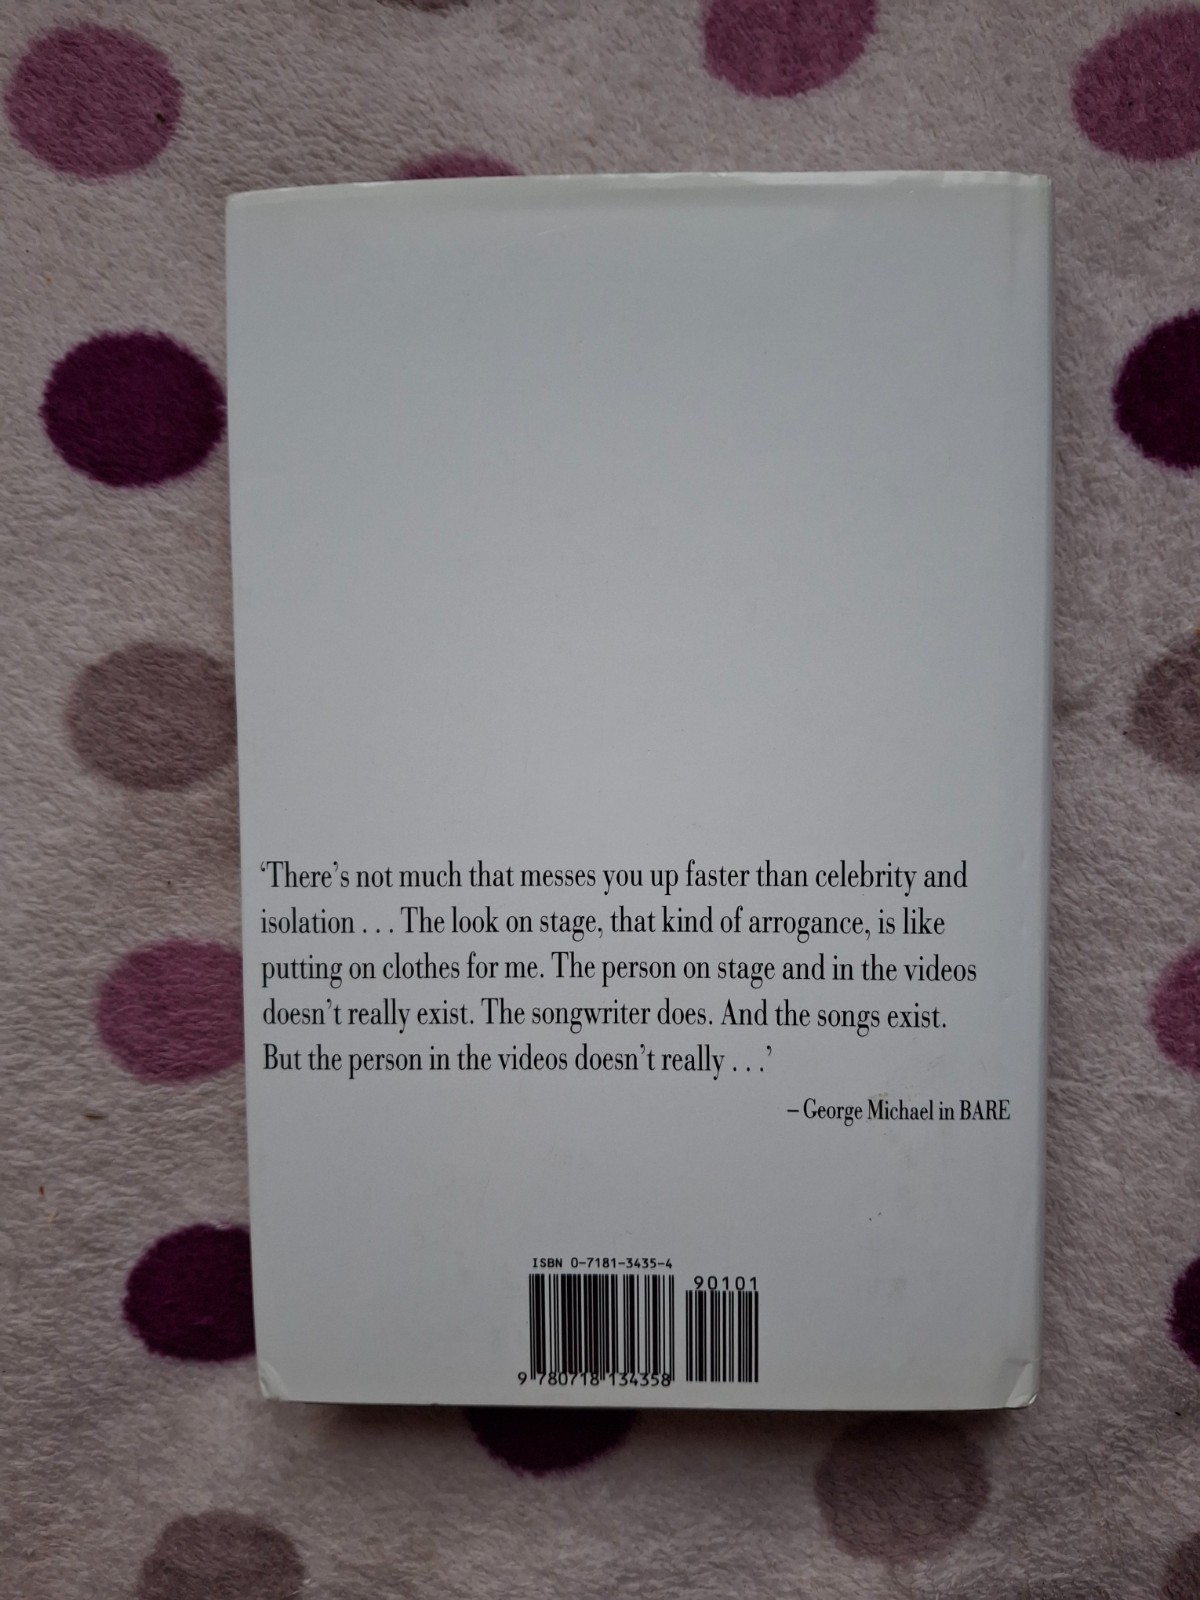 ‘There’s not much that messes you up faster than celebrity and
isolation . . . The look on stage, that kind of arrogance, is like
putting on clothes for me. The person on stage and in the videos
doesn’t really exist. The songwriter does. And the songs exist.
But the person in the videos doesn’t really . . .’
– George Michael in BARE
ISBN 0-7181-3435-4
90101
9 780718 134358